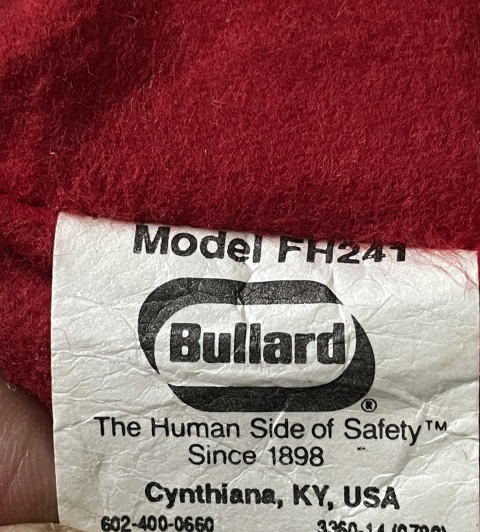 Model FH241
Bullard
®
The Human Side of Safety™
Since 1898
Cynthiana, KY, USA
602-400-0660